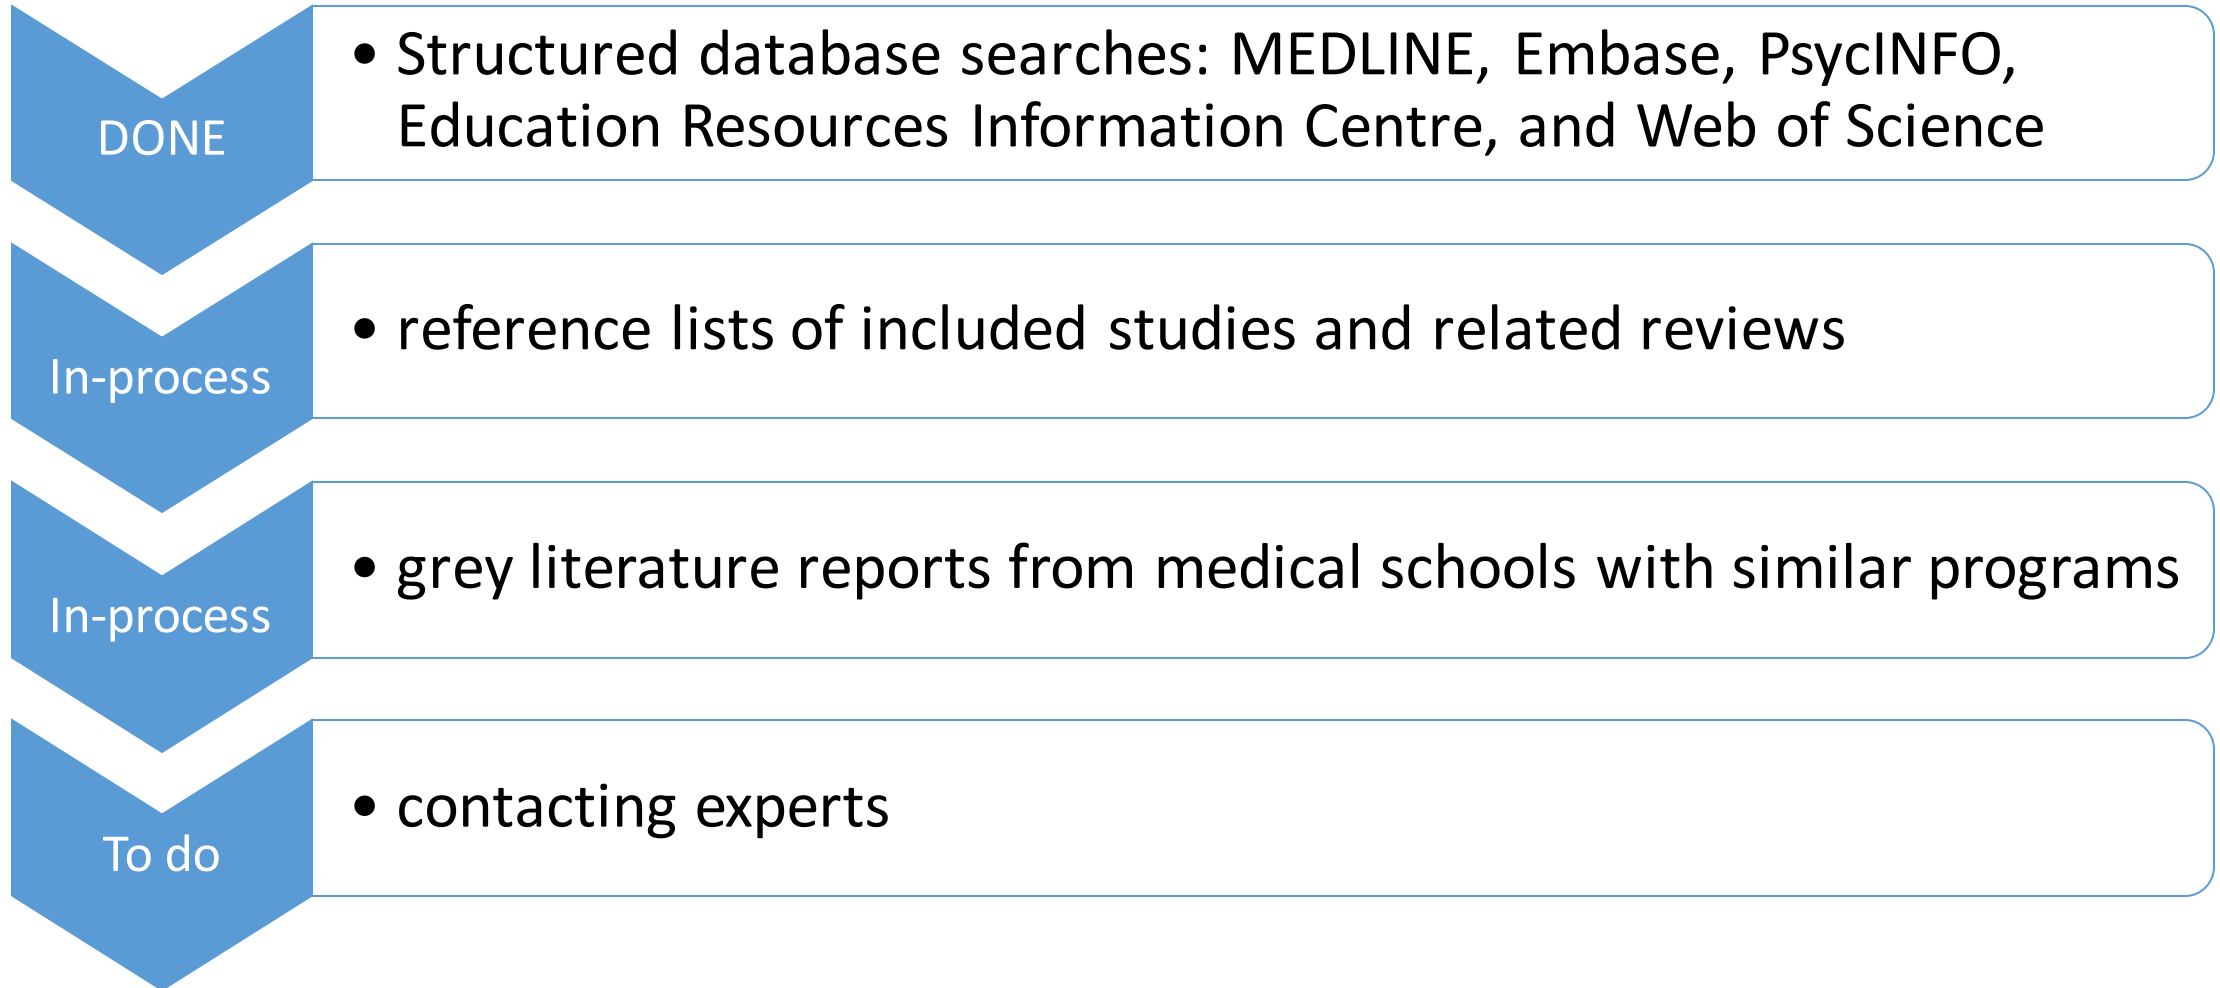 DONE
• Structured database searches: MEDLINE, Embase, PsycINFO,
Education Resources Information Centre, and Web of Science
In-process
• reference lists of included studies and related reviews
In-process
• grey literature reports from medical schools with similar programs
To do
• contacting experts